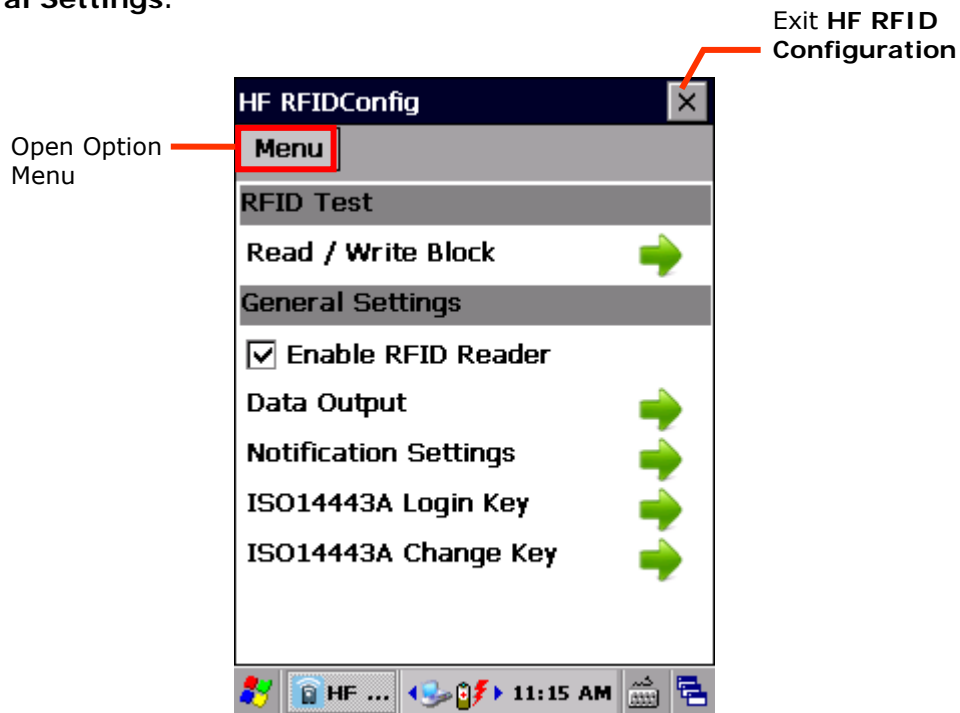 al Settings.
Exit HF RFID
Configuration
HF RFIDConfig
Open Option
Menu
Menu
RFID Test
Read / Write Block
General Settings
Enable RFID Reader
Data Output
Notification Settings
ISO14443A Login Key
ISO14443A Change Key
HF ... 11:15 AM